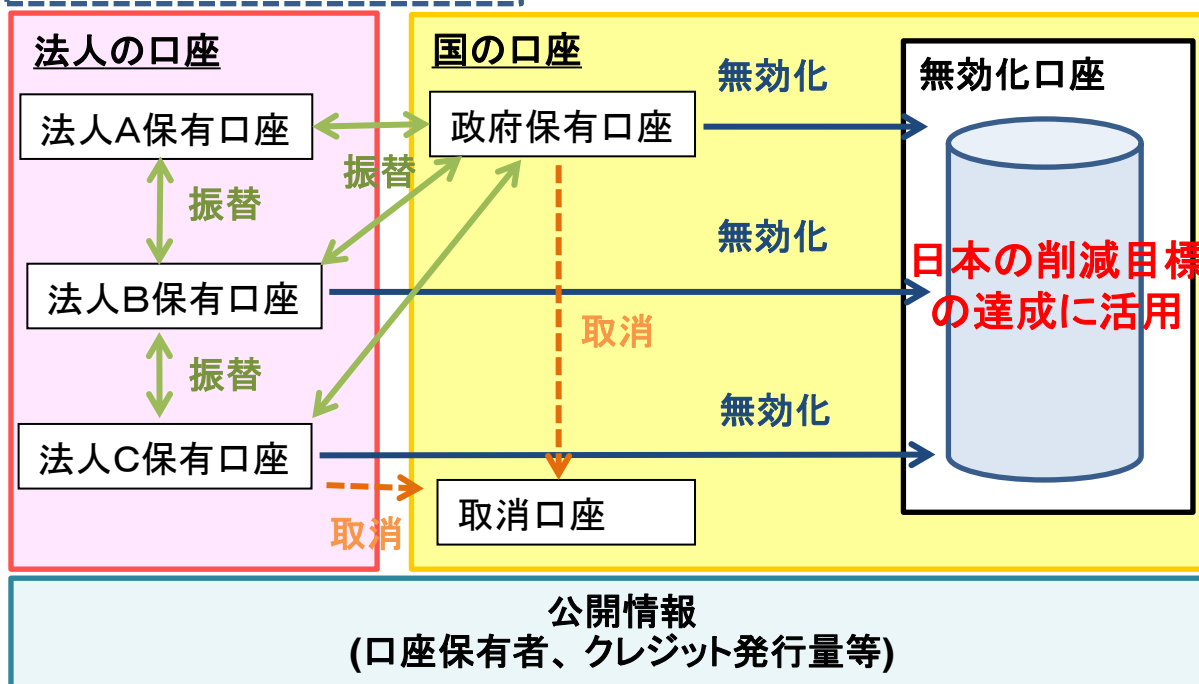 法人の口座
国の口座
無効化
無効化口座
法人A保有口座
政府保有口座
振替
振替
無効化
日本の削減目標
の達成に活用
法人B保有口座
取消
振替
無効化
法人C保有口座
取消口座
取消
公開情報
(口座保有者、クレジット発行量等)